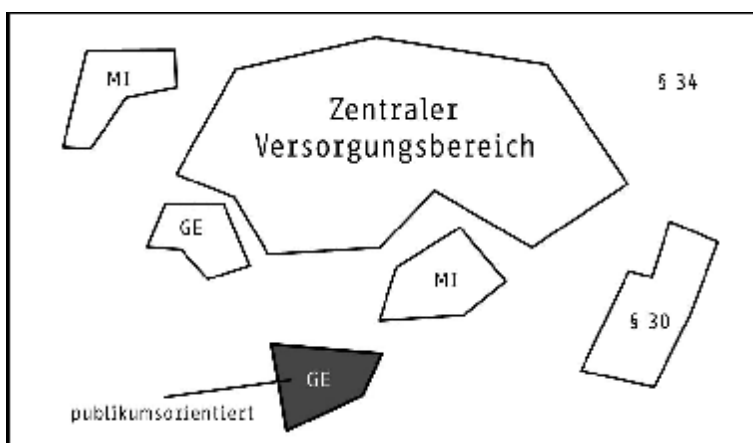 MI
§ 34
Zentraler
Versorgungsbereich
GE
MI
§ 30
GE
publikumsorientiert